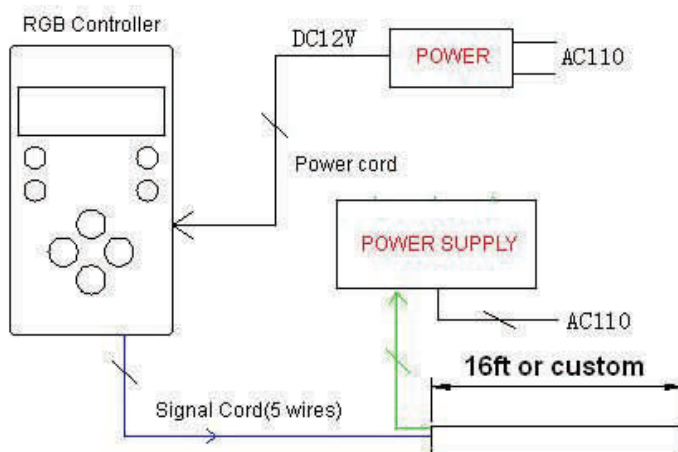 RGB Controller
DC12V
POWER
AC110
Power cord
POWER SUPPLY
AC110
16ft or custom
Signal Cord(5 wires)